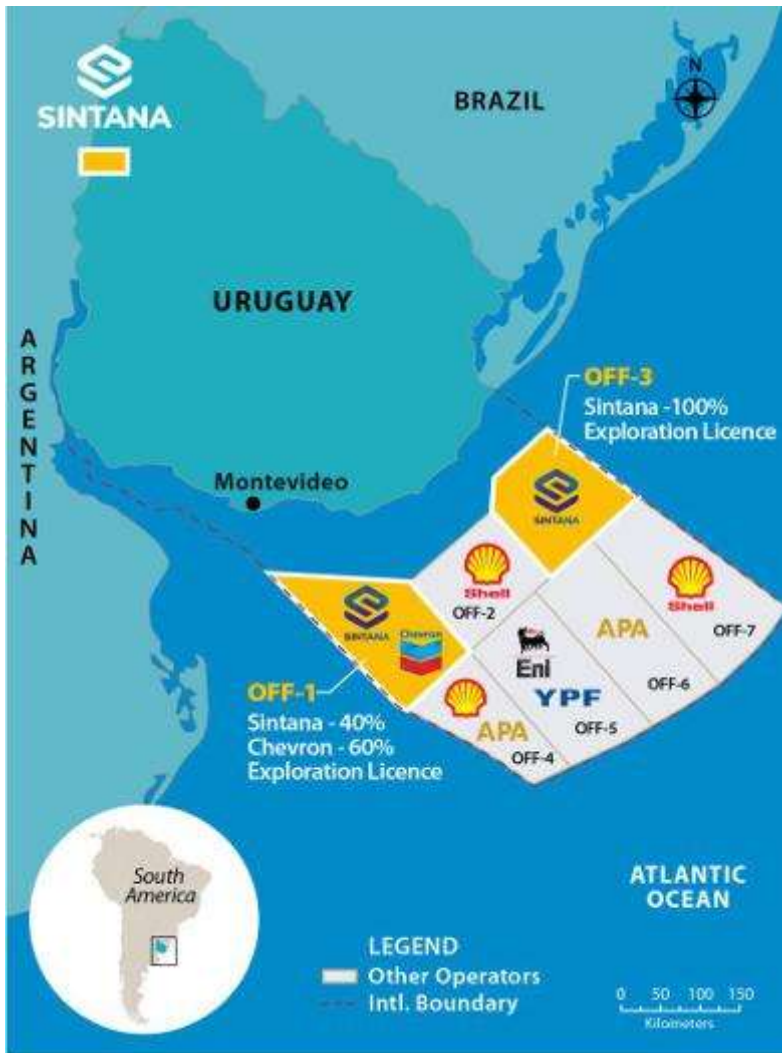 SINTANA
N
BRAZIL
URUGUAY
ARGENTINA
OFF-3
Sintana -100%
Exploration Licence
Montevideo
SINTANA
Shell
OFF-2
Shell
OFF-7
SINTANA
Chevron
APA
OFF-6
Eni
YPF
OFF-5
OFF-1
Sintana - 40%
Chevron - 60%
Exploration Licence
APA
OFF-4
South
America
ATLANTIC
OCEAN
LEGEND
Other Operators
Intl. Boundary
0 50 100 150
Kilometers